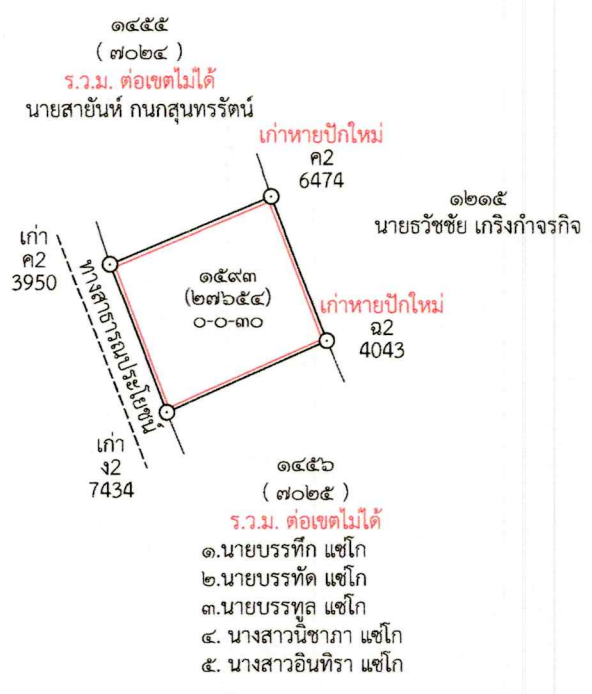 ๑๔๕๕
( ๗๐๒๔ )
ร.ว.ม. ต่อเขตไม่ได้
นายสายันห์ กนกสุนทรรัตน์
เก่าหายปักใหม่
ค2
6474
๑๒๑๕
นายธวัชชัย เกริงกำจรกิจ
เก่า
ค2
3950
ทางสาธารณประโยชน์
๑๕๙๓
(๒๗๖๕๔)
๐-๐-๓๐
เก่าหายปักใหม่
ฉ2
4043
เก่า
ง2
7434
๑๔๕๖
( ๗๐๒๕ )
ร.ว.ม. ต่อเขตไม่ได้
๑.นายบรรทึก แซ่โก
๒.นายบรรทัด แซ่โก
๓.นายบรรทูล แซ่โก
๔. นางสาวนิชาภา แซ่โก
๕. นางสาวอินทิรา แซ่โก